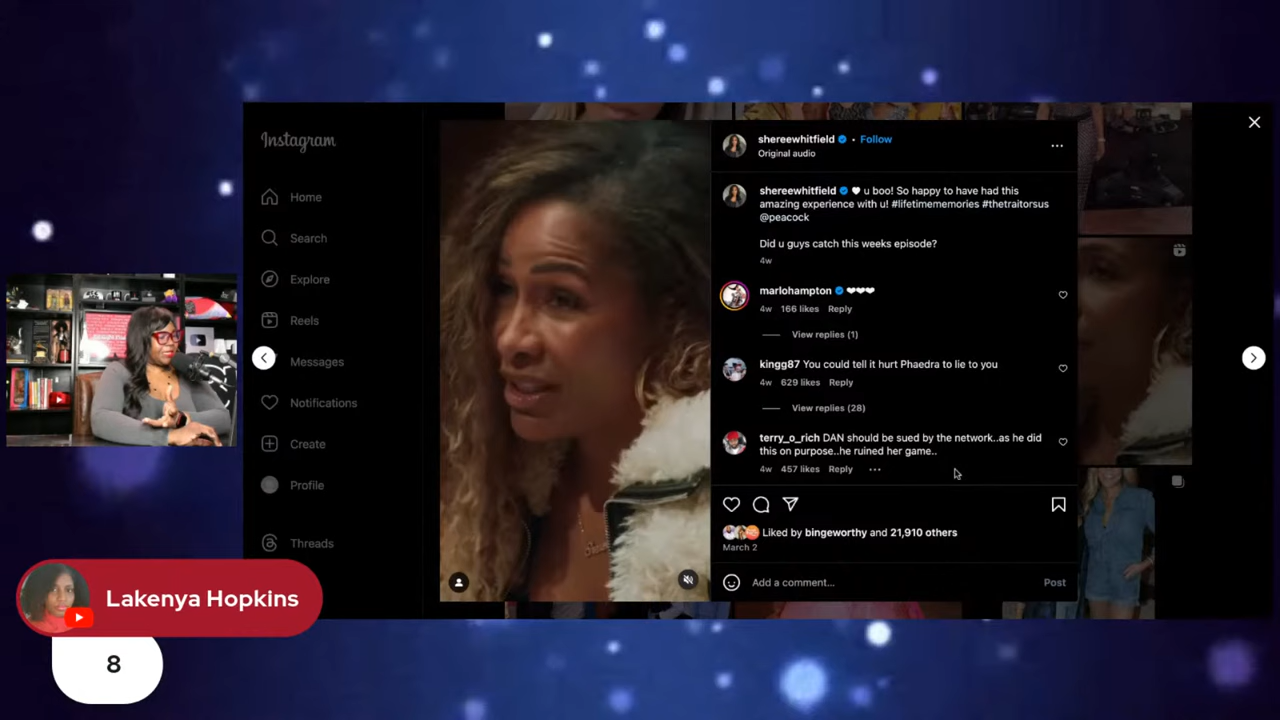 Instagram
Home
Search
Explore
Reels
Messages
Notifications
Create
Profile
Threads
shereewhitfield • Follow
Original audio
shereewhitfield 🤍 u boo! So happy to have had this
amazing experience with u! #lifetimememories #thetraitorsus
@peacock
Did u guys catch this weeks episode?
4w
marlohampton ❤❤❤
4w 166 likes Reply
View replies (1)
kingg87 You could tell it hurt Phaedra to lie to you
4w 629 likes Reply
View replies (28)
terry_o_rich DAN should be sued by the network..as he did
this on purpose..he ruined her game..
4w 457 likes Reply
Liked by bingeworthy and 21,910 others
March 2
Add a comment... Post
Lakenya Hopkins
8